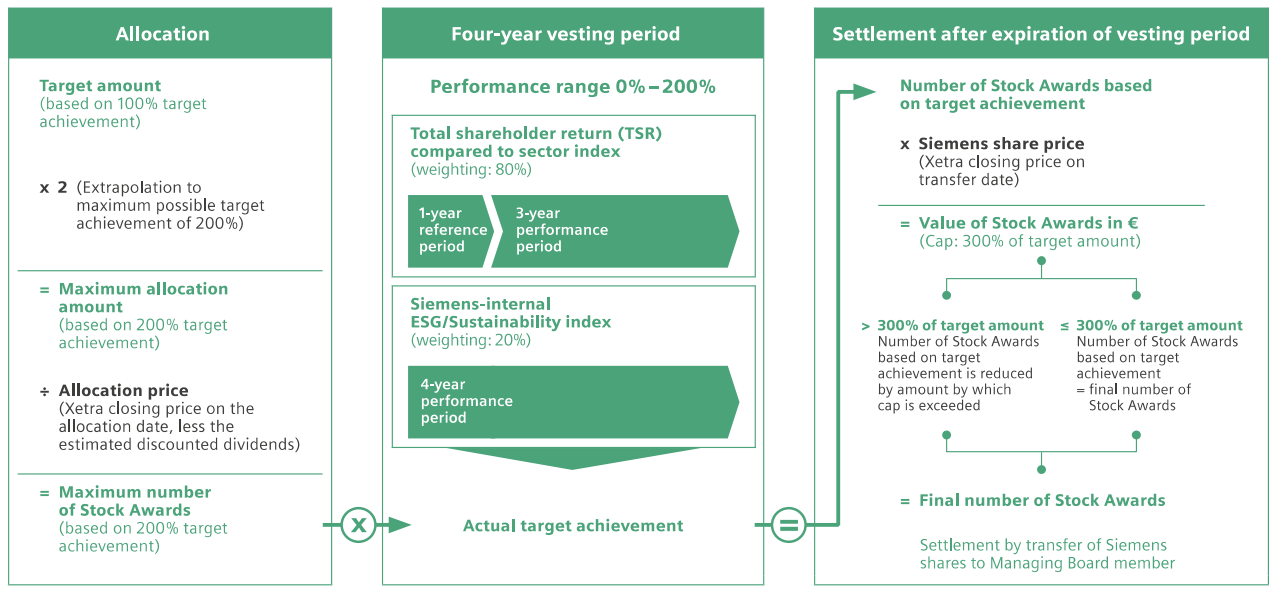 Allocation
Target amount
(based on 100% target
achievement)
x 2 (Extrapolation to
maximum possible target
achievement of 200%)
= Maximum allocation
amount
(based on 200% target
achievement)
÷ Allocation price
(Xetra closing price on the
allocation date, less the
estimated discounted dividends)
= Maximum number
of Stock Awards
(based on 200% target
achievement)
x
Four-year vesting period
Performance range 0%–200%
Total shareholder return (TSR)
compared to sector index
(weighting: 80%)
1-year
reference
period
3-year
performance
period
Siemens-internal
ESG/Sustainability index
(weighting: 20%)
4-year
performance
period
Actual target achievement
=
Settlement after expiration of vesting period
Number of Stock Awards based
on target achievement
x Siemens share price
(Xetra closing price on
transfer date)
= Value of Stock Awards in €
(Cap: 300% of target amount)
> 300% of target amount
Number of Stock Awards
based on target
achievement is reduced
by amount by which
cap is exceeded
≤ 300% of target amount
Number of Stock Awards
based on target
achievement
= final number of
Stock Awards
= Final number of Stock Awards
Settlement by transfer of Siemens
shares to Managing Board member